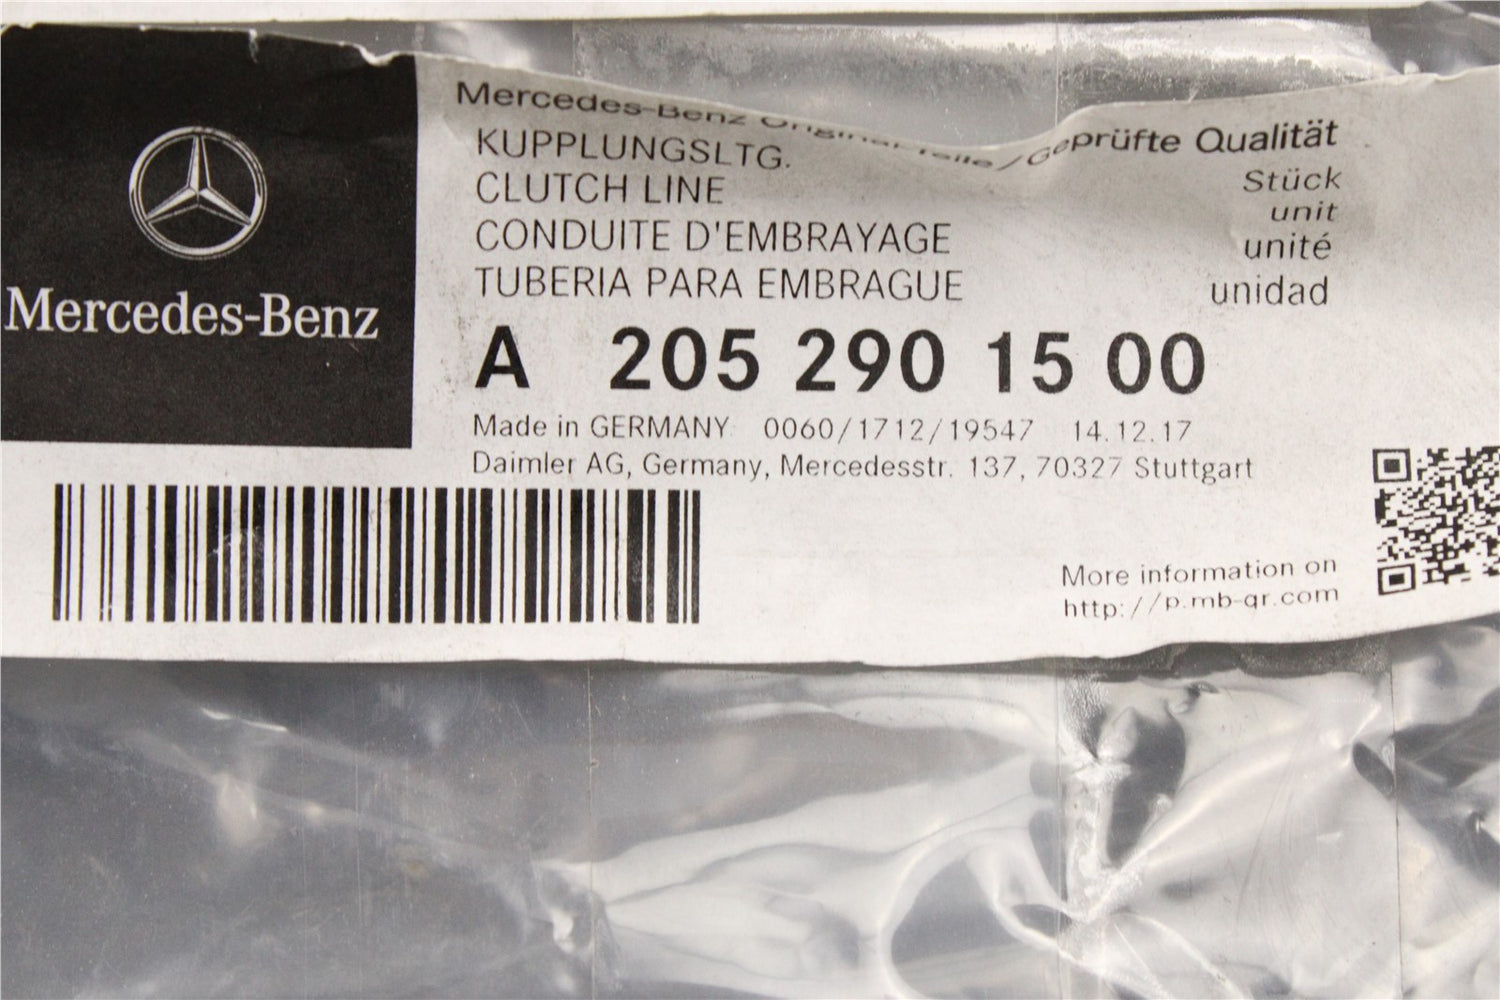 Mercedes-Benz
Mercedes-Benz Original-Teile / Geprüfte Qualität
KUPPLUNGSLTG.
CLUTCH LINE
CONDUITE D'EMBRAYAGE
TUBERIA PARA EMBRAGUE
Stück
unit
unité
unidad
A 205 290 15 00
Made in GERMANY 0060/1712/19547 14.12.17
Daimler AG, Germany, Mercedesstr. 137, 70327 Stuttgart
More information on
http://p.mb-qr.com